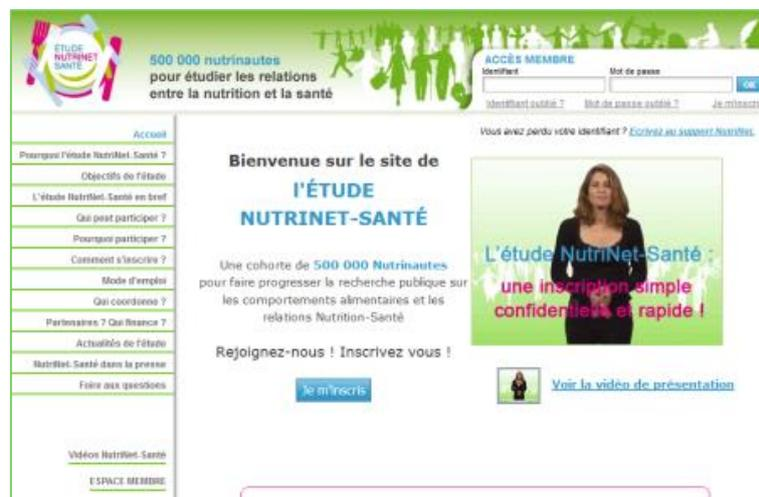 ÉTUDE
NUTRINET
SANTÉ
500 000 nutrinautes
pour étudier les relations
entre la nutrition et la santé
ACCÈS MEMBRE
Identifiant
Mot de passe
OK
Identifiant oublié ?
Mot de passe oublié ?
Je m'inscris
Vous avez perdu votre identifiant ? Ecrivez au support NutriNet.
Accueil
Pourquoi l'étude NutriNet-Santé ?
Objectifs de l'étude
L'étude NutriNet-Santé en bref
Qui peut participer ?
Pourquoi participer ?
Comment s'inscrire ?
Mode d'emploi
Qui coordonne ?
Partenaires ? Qui finance ?
Actualités de l'étude
NutriNet-Santé dans la presse
Foire aux questions
Vidéos NutriNet-Santé
ESPACE MEMBRE
Bienvenue sur le site de
l'ÉTUDE
NUTRINET-SANTÉ
Une cohorte de 500 000 Nutrinautes
pour faire progresser la recherche publique sur
les comportements alimentaires et les
relations Nutrition-Santé
Rejoignez-nous ! Inscrivez vous !
Je m'inscris
L'étude NutriNet-Santé :
une inscription simple
confidentielle et rapide !
Voir la vidéo de présentation